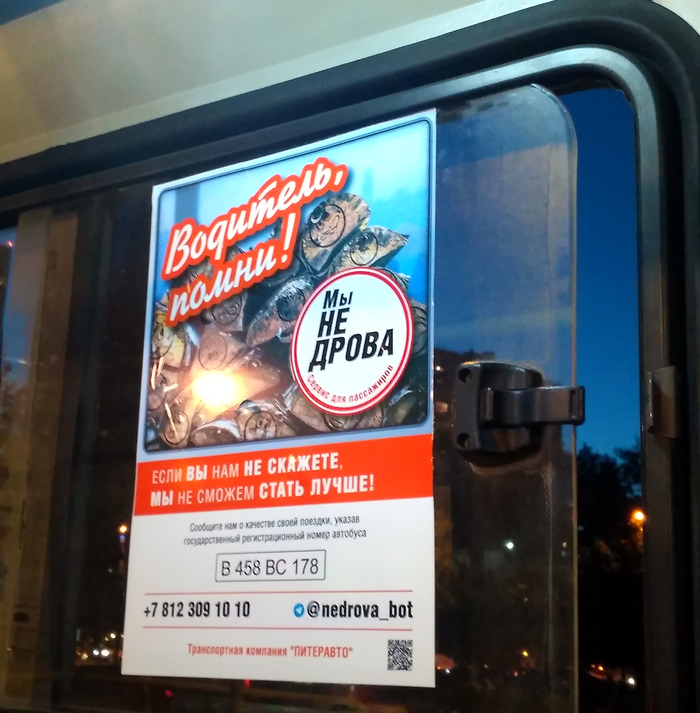 Водитель,
помни!
Мы
НЕ
ДРОВА
Сервис для пассажиров
ЕСЛИ ВЫ НАМ НЕ СКАЖЕТЕ,
МЫ НЕ СМОЖЕМ СТАТЬ ЛУЧШЕ!
Сообщите нам о качестве своей поездки, указав
государственный регистрационный номер автобуса
В 458 ВС 178
+7 812 309 10 10 @nedrova_bot
Транспортная компания "ПИТЕРАВТО"